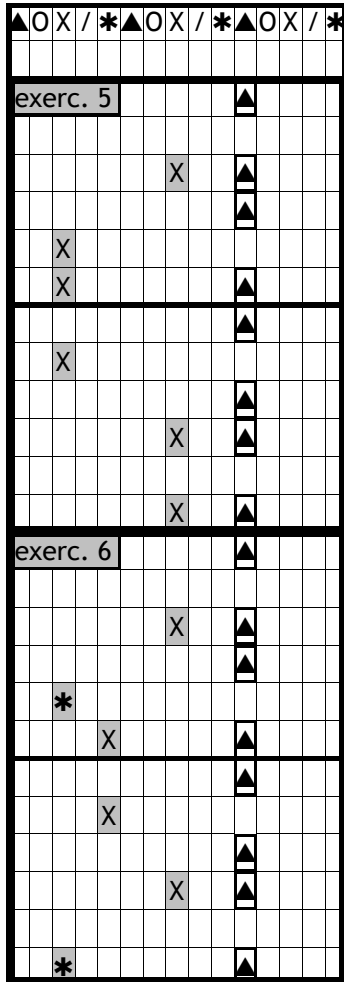 ▲ O X / ✱ ▲ O X / ✱ ▲ O X / ✱
exerc. 5 ▲
X ▲
▲
X
X ▲
▲
X
▲
X ▲
X ▲
exerc. 6 ▲
X ▲
▲
✱
X ▲
▲
X
▲
X ▲
✱ ▲